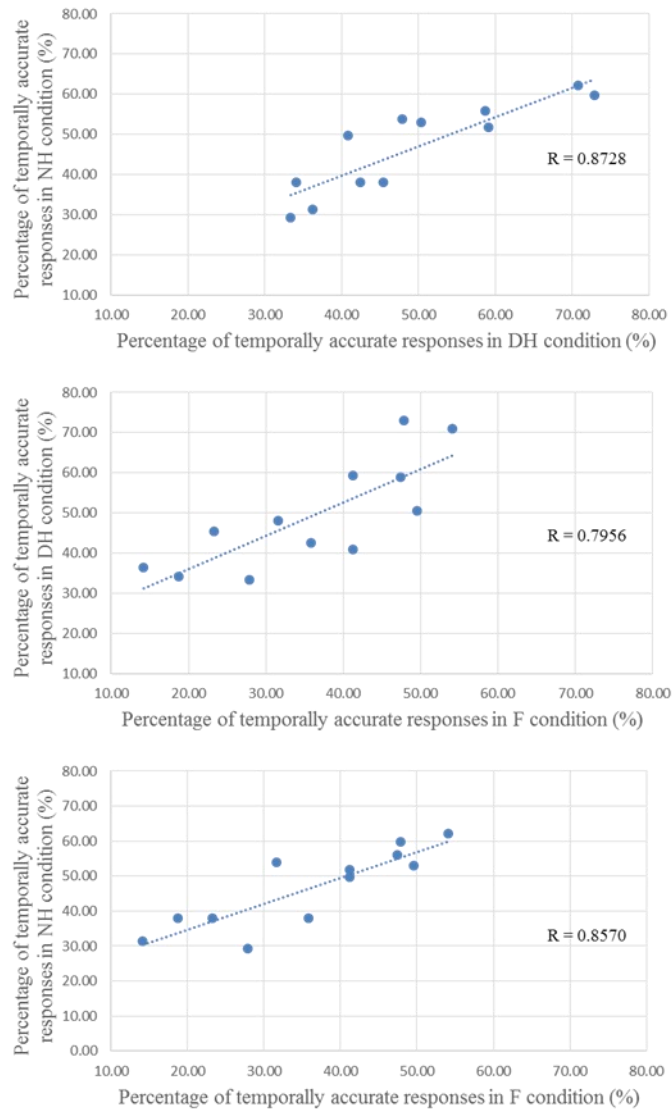 80.00
70.00
60.00
50.00
40.00
30.00
20.00
10.00
Percentage of temporally accurate
responses in NH condition (%)
R = 0.8728
10.00 20.00 30.00 40.00 50.00 60.00 70.00 80.00
Percentage of temporally accurate responses in DH condition (%)
80.00
70.00
60.00
50.00
40.00
30.00
20.00
10.00
Percentage of temporally accurate
responses in DH condition (%)
R = 0.7956
10.00 20.00 30.00 40.00 50.00 60.00 70.00 80.00
Percentage of temporally accurate responses in F condition (%)
80.00
70.00
60.00
50.00
40.00
30.00
20.00
10.00
0.00
Percentage of temporally accurate
responses in NH condition (%)
R = 0.8570
10.00 20.00 30.00 40.00 50.00 60.00 70.00 80.00
Percentage of temporally accurate responses in F condition (%)